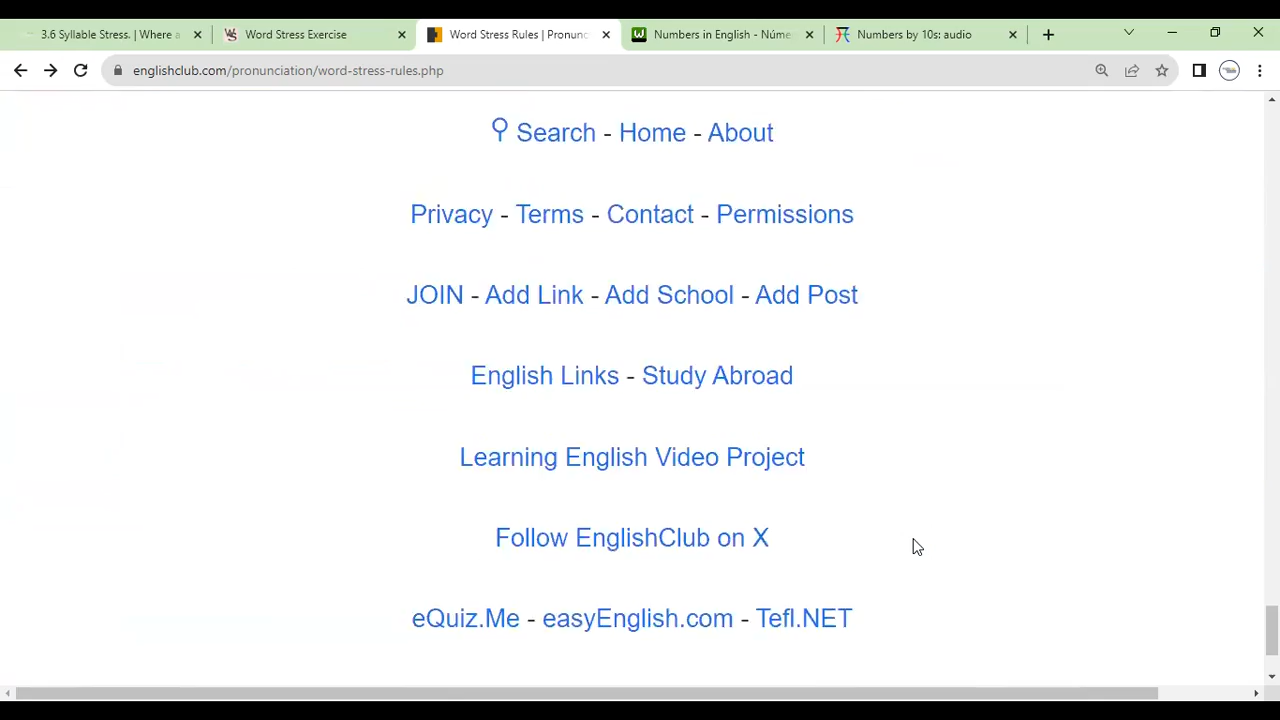 3.6 Syllable Stress. | Where a
Word Stress Exercise
Word Stress Rules | Pronunc
Numbers in English - Núme
Numbers by 10s: audio
englishclub.com/pronunciation/word-stress-rules.php
Search - Home - About
Privacy - Terms - Contact - Permissions
JOIN - Add Link - Add School - Add Post
English Links - Study Abroad
Learning English Video Project
Follow EnglishClub on X
eQuiz.Me - easyEnglish.com - Tefl.NET